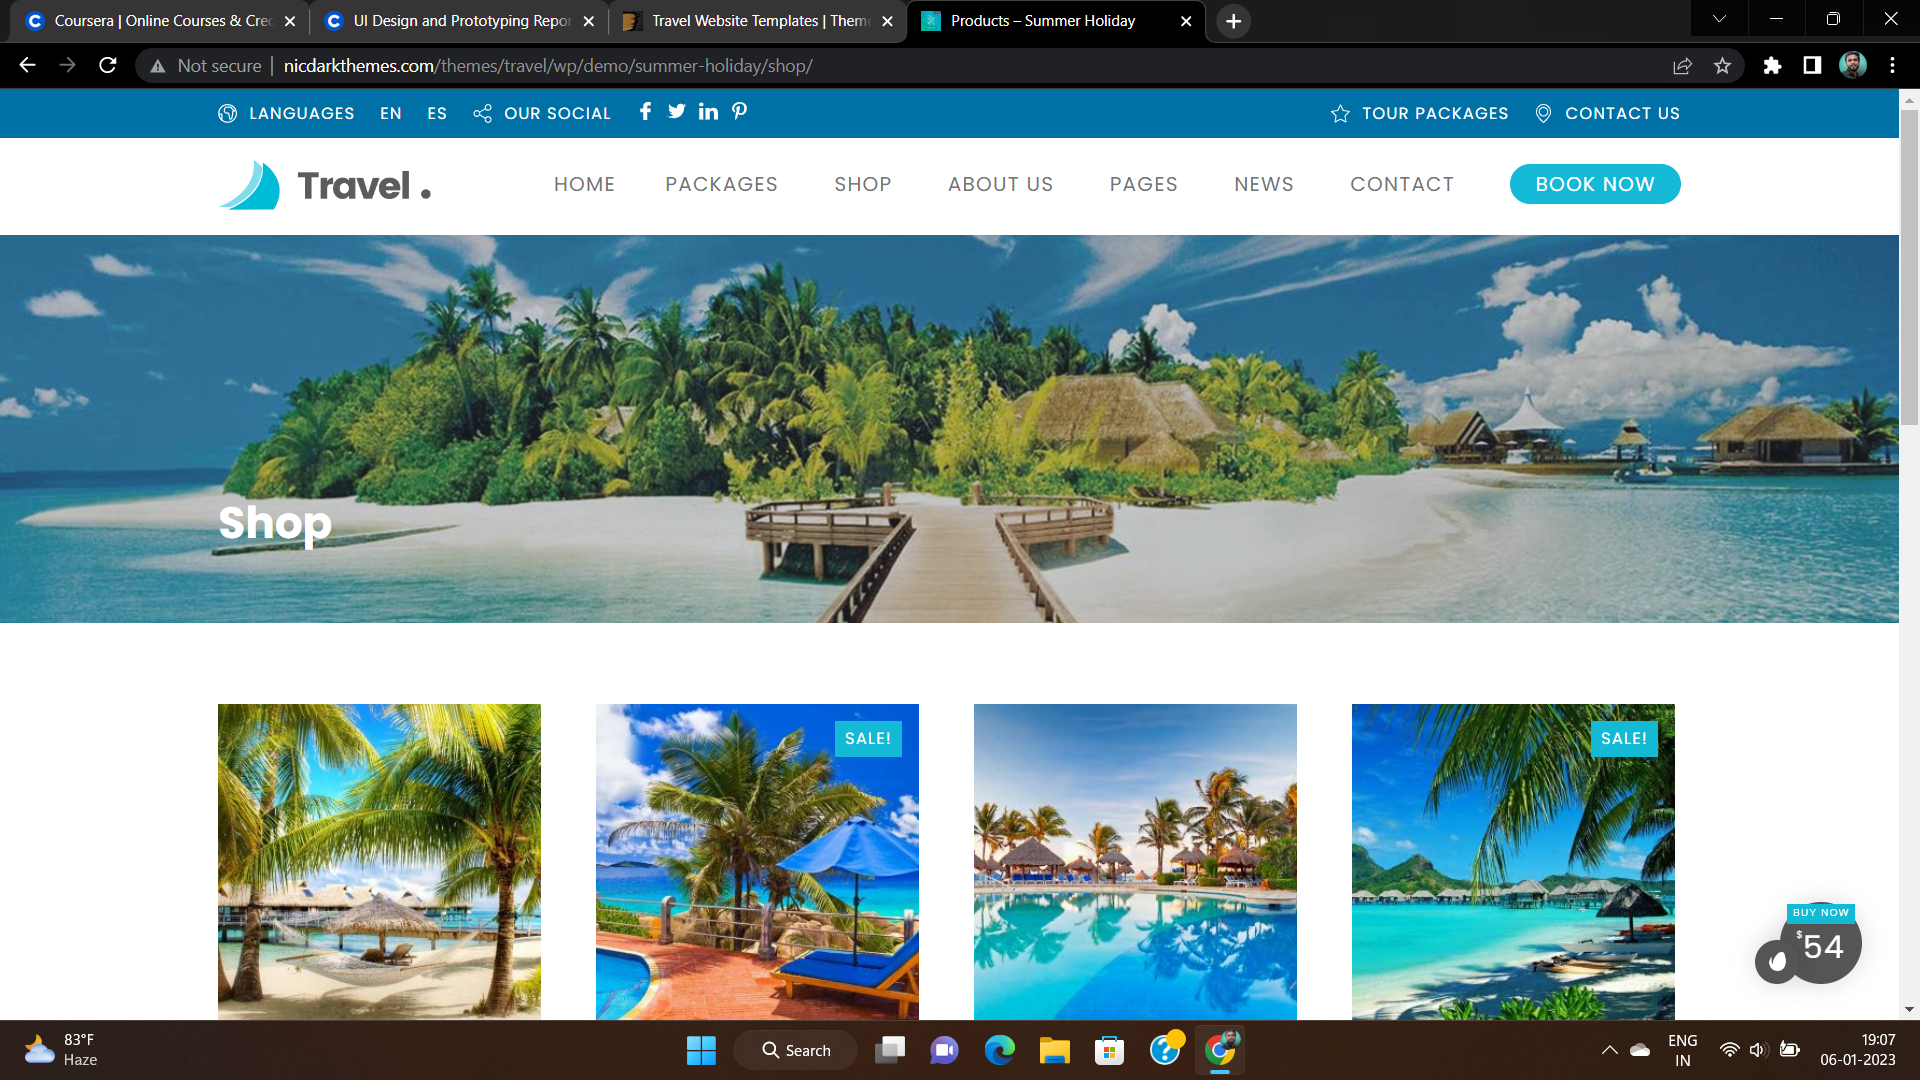 Coursera | Online Courses & Cre
UI Design and Prototyping Repor
Travel Website Templates | Them
Products – Summer Holiday
Not secure
nicdarkthemes.com/themes/travel/wp/demo/summer-holiday/shop/
LANGUAGES EN ES OUR SOCIAL
TOUR PACKAGES CONTACT US
Travel .
HOME PACKAGES SHOP ABOUT US PAGES NEWS CONTACT BOOK NOW
Shop
SALE!
SALE!
BUY NOW
$54
83°F
Haze
Search
ENG
IN
19:07
06-01-2023